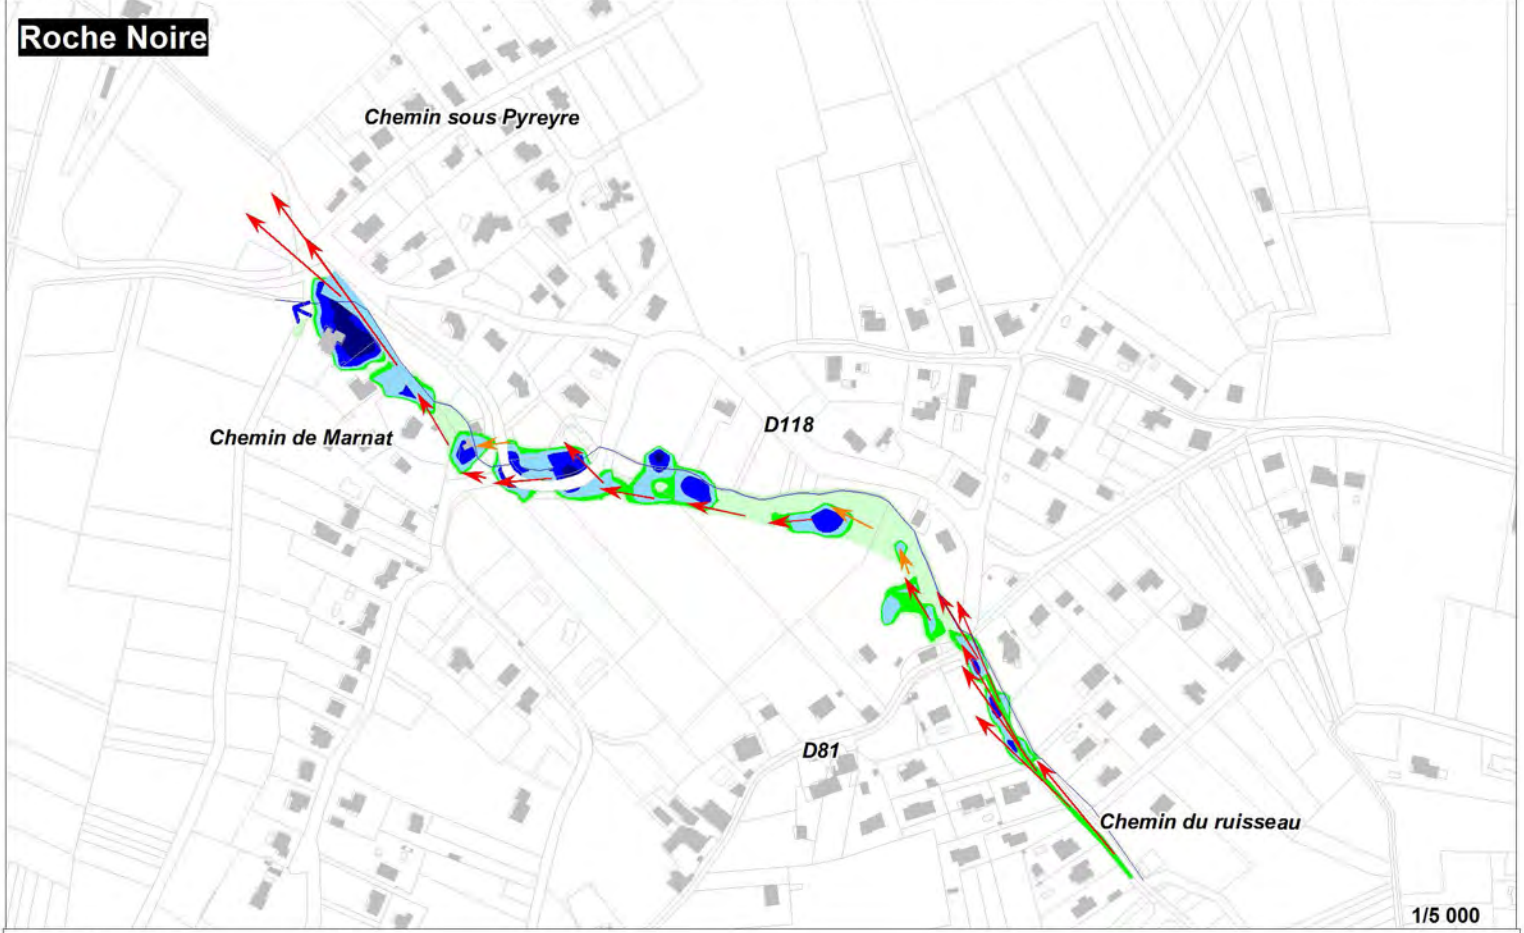 Roche Noire
Chemin sous Pyreyre
D118
Chemin de Marnat
D81
Chemin du ruisseau
1/5 000